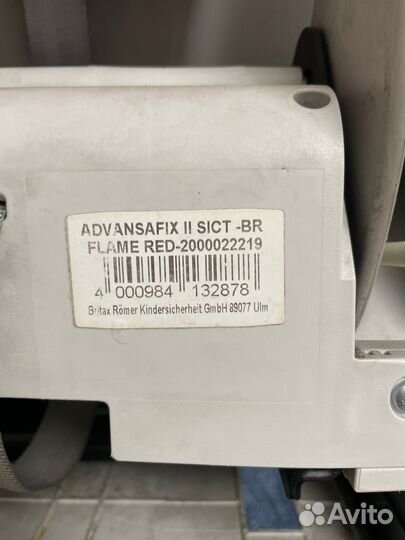 ADVANSAFIX II SICT -BR
FLAME RED-2000022219
4 000984 132878
Britax Römer Kindersicherheit GmbH 89077 Ulm
Avito